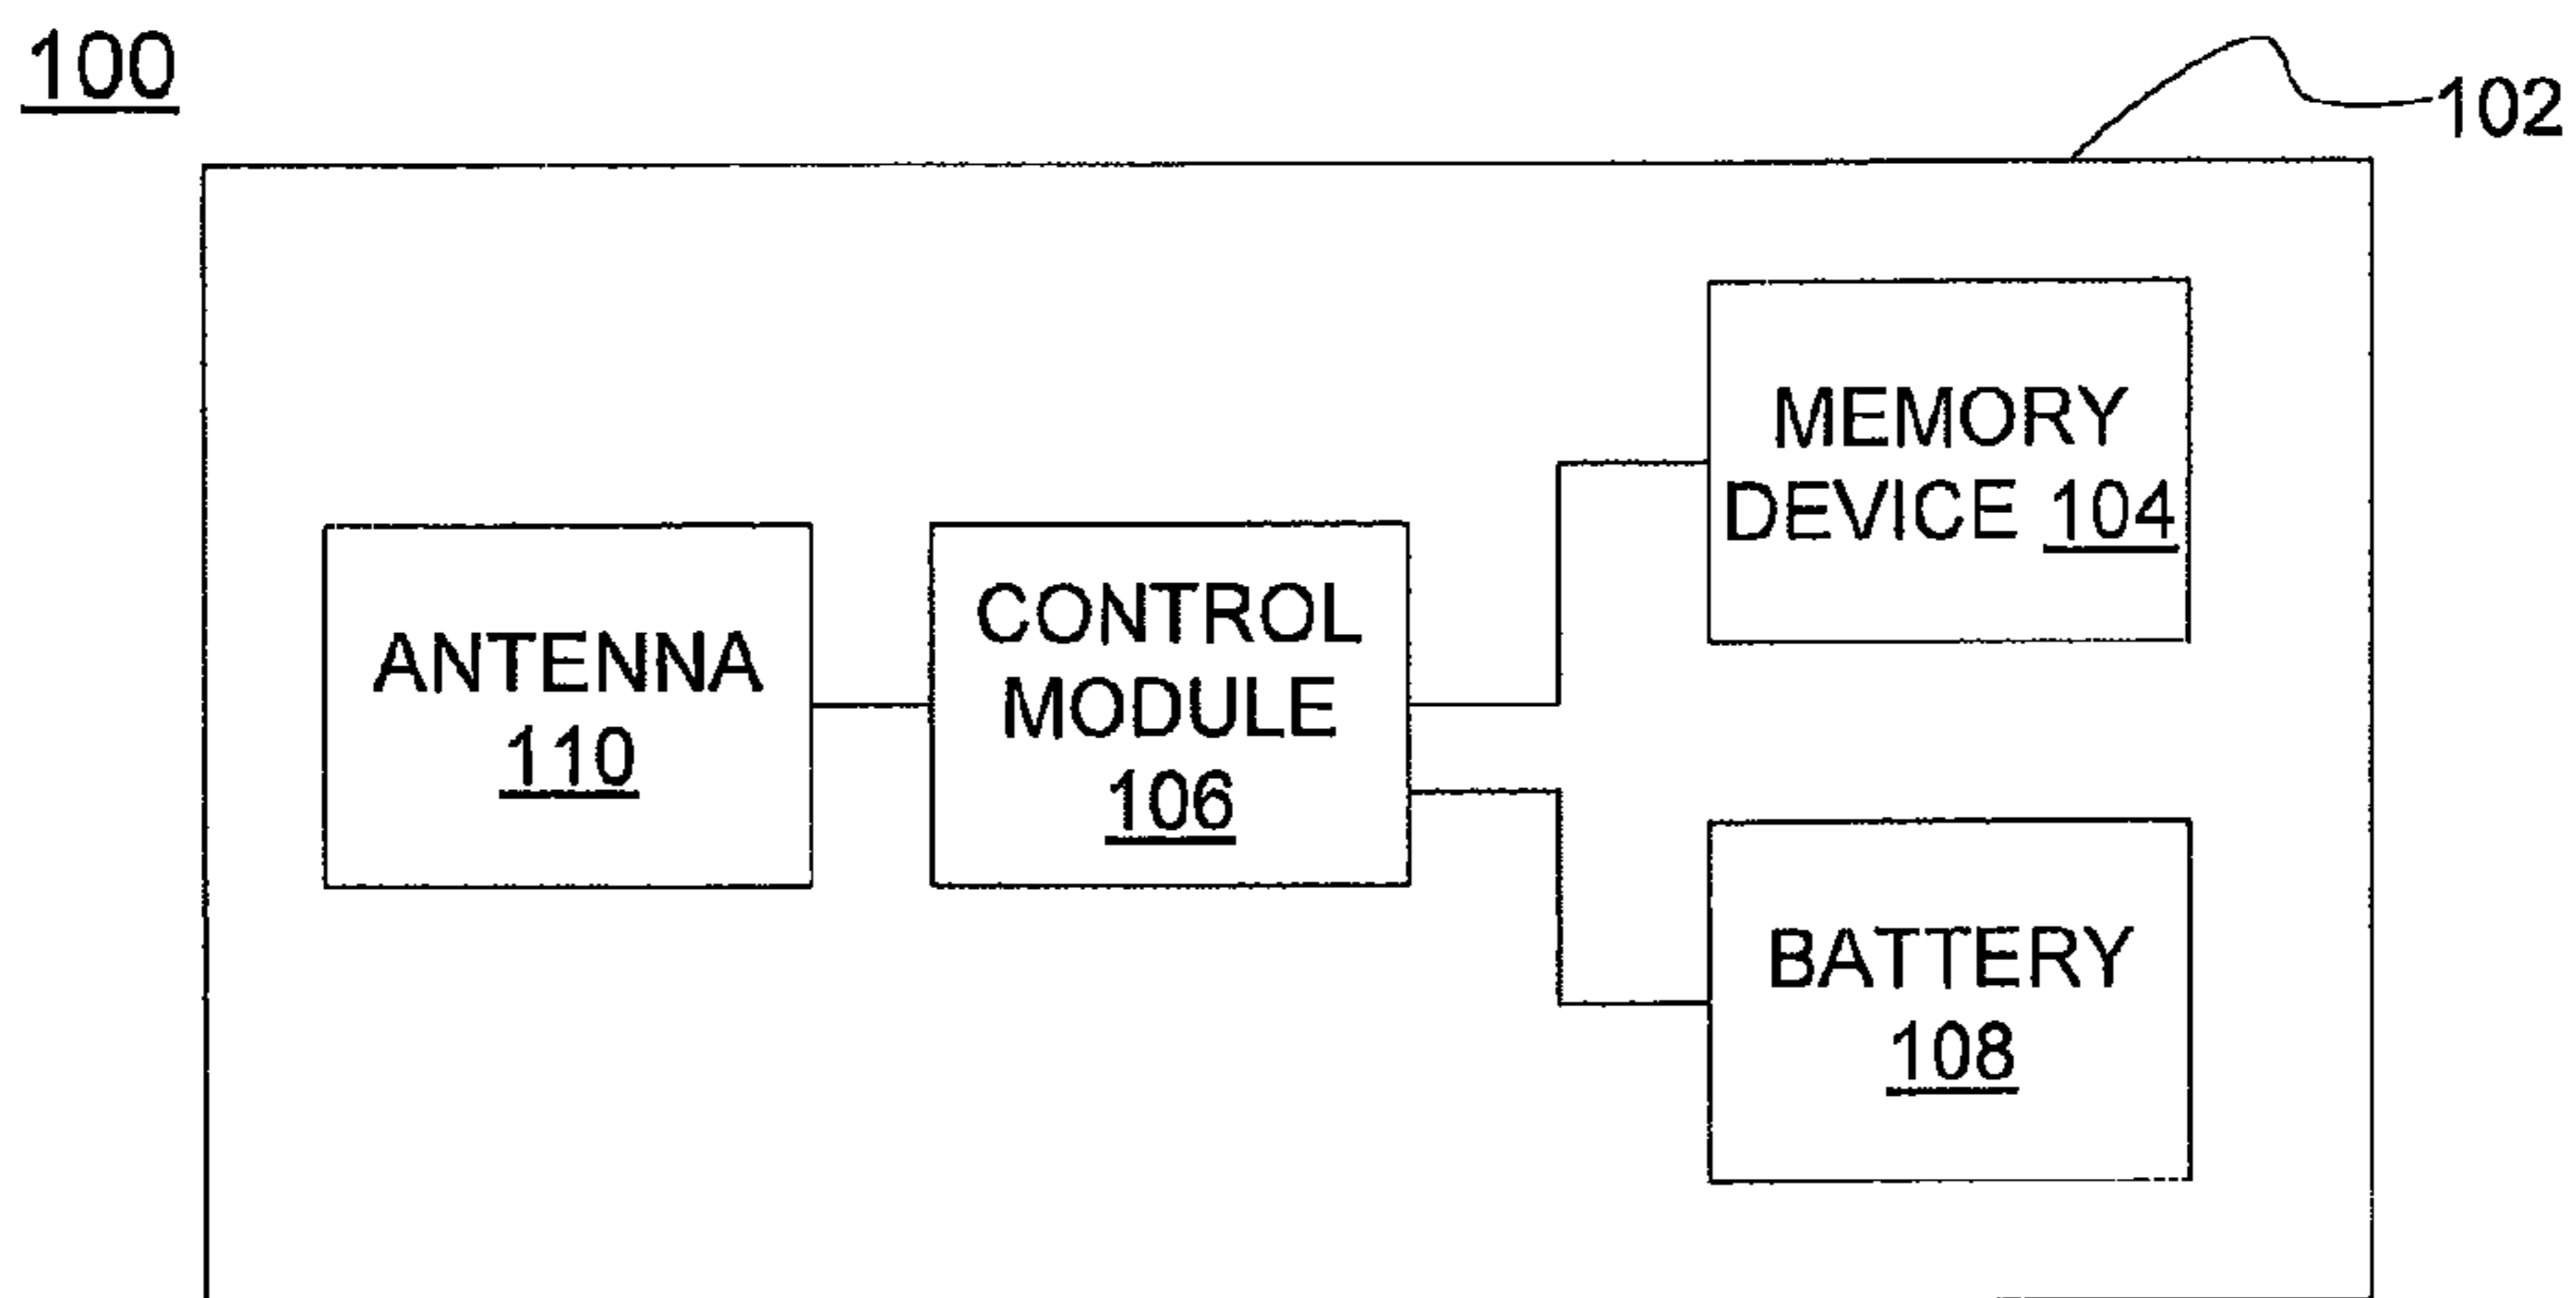 100
102
MEMORY
DEVICE 104
ANTENNA
110
CONTROL
MODULE
106
BATTERY
108